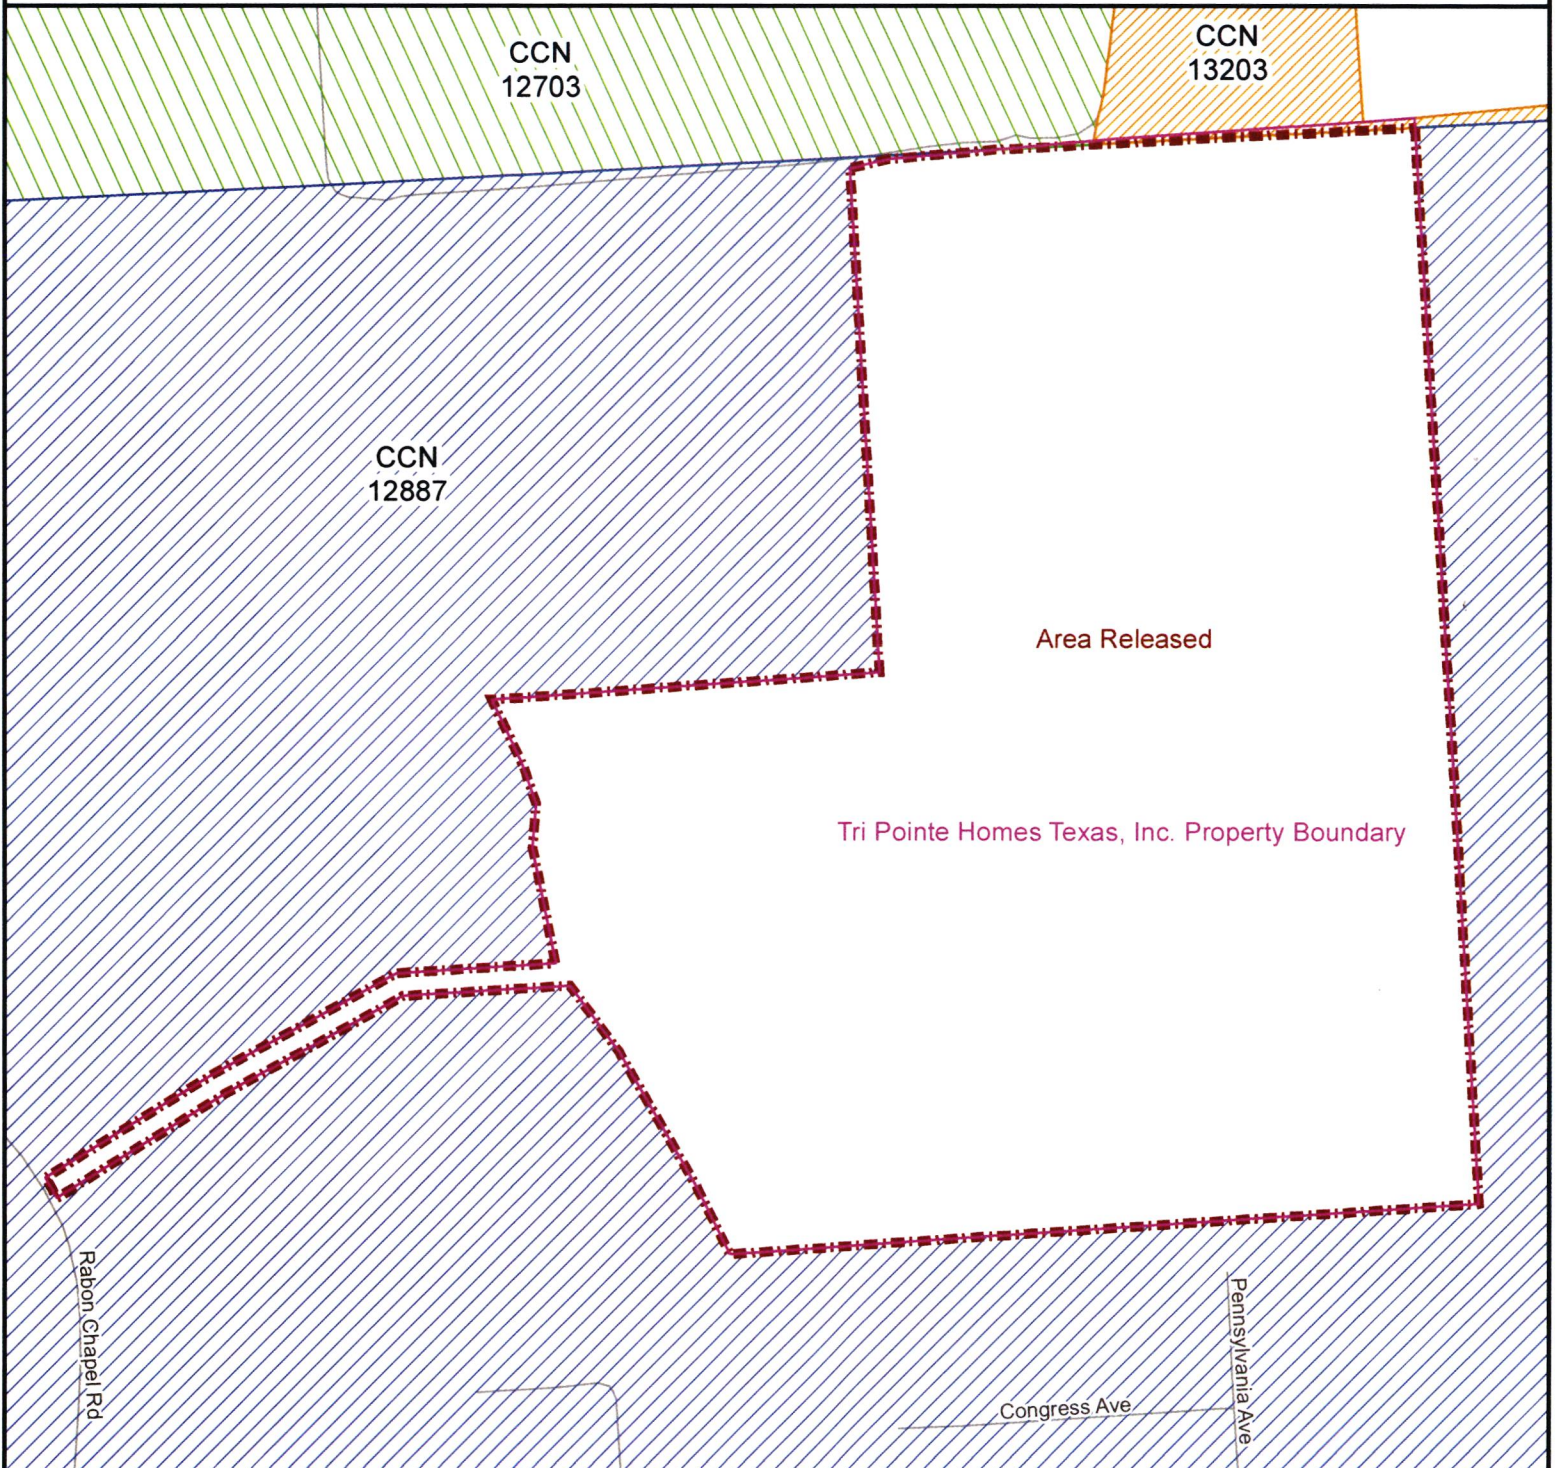 CCN
12703
CCN
13203
CCN
12887
Area Released
Tri Pointe Homes Texas, Inc. Property Boundary
Rabon Chapel Rd
Pennsylvania Ave
Congress Ave